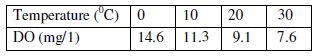 Temperature (⁰C) 0 10 20 30
DO (mg/1) 14.6 11.3 9.1 7.6